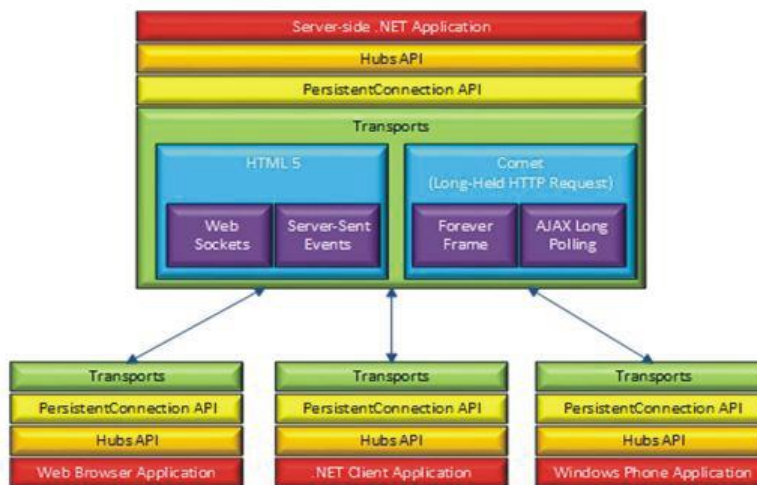 Server-side .NET Application
Hubs API
PersistentConnection API
Transports
HTML 5
Web
Sockets
Server-Sent
Events
Comet
(Long-Held HTTP Request)
Forever
Frame
AJAX Long
Polling
Transports
PersistentConnection API
Hubs API
Web Browser Application
Transports
PersistentConnection API
Hubs API
.NET Client Application
Transports
PersistentConnection API
Hubs API
Windows Phone Application